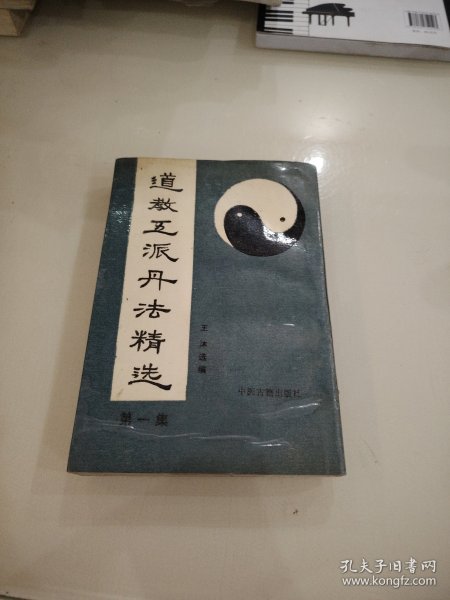 道教五派丹法精选
第一集
王沐选编
中医古籍出版社
孔夫子旧书网
www.kongfz.com